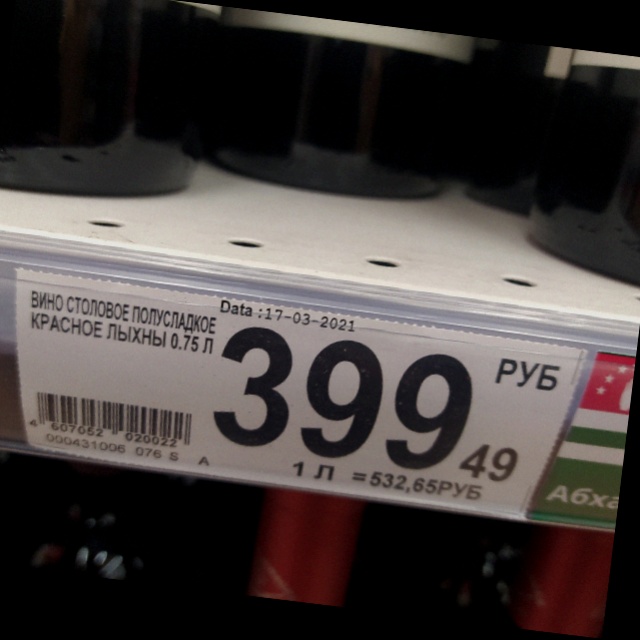 ВИНО СТОЛОВОЕ ПОЛУСЛАДКОЕ
КРАСНОЕ ЛЫХНЫ 0.75 Л
Data :17-03-2021
399
49
РУБ
4 607052 020022
000431006 076 S A
1 Л =532,65РУБ